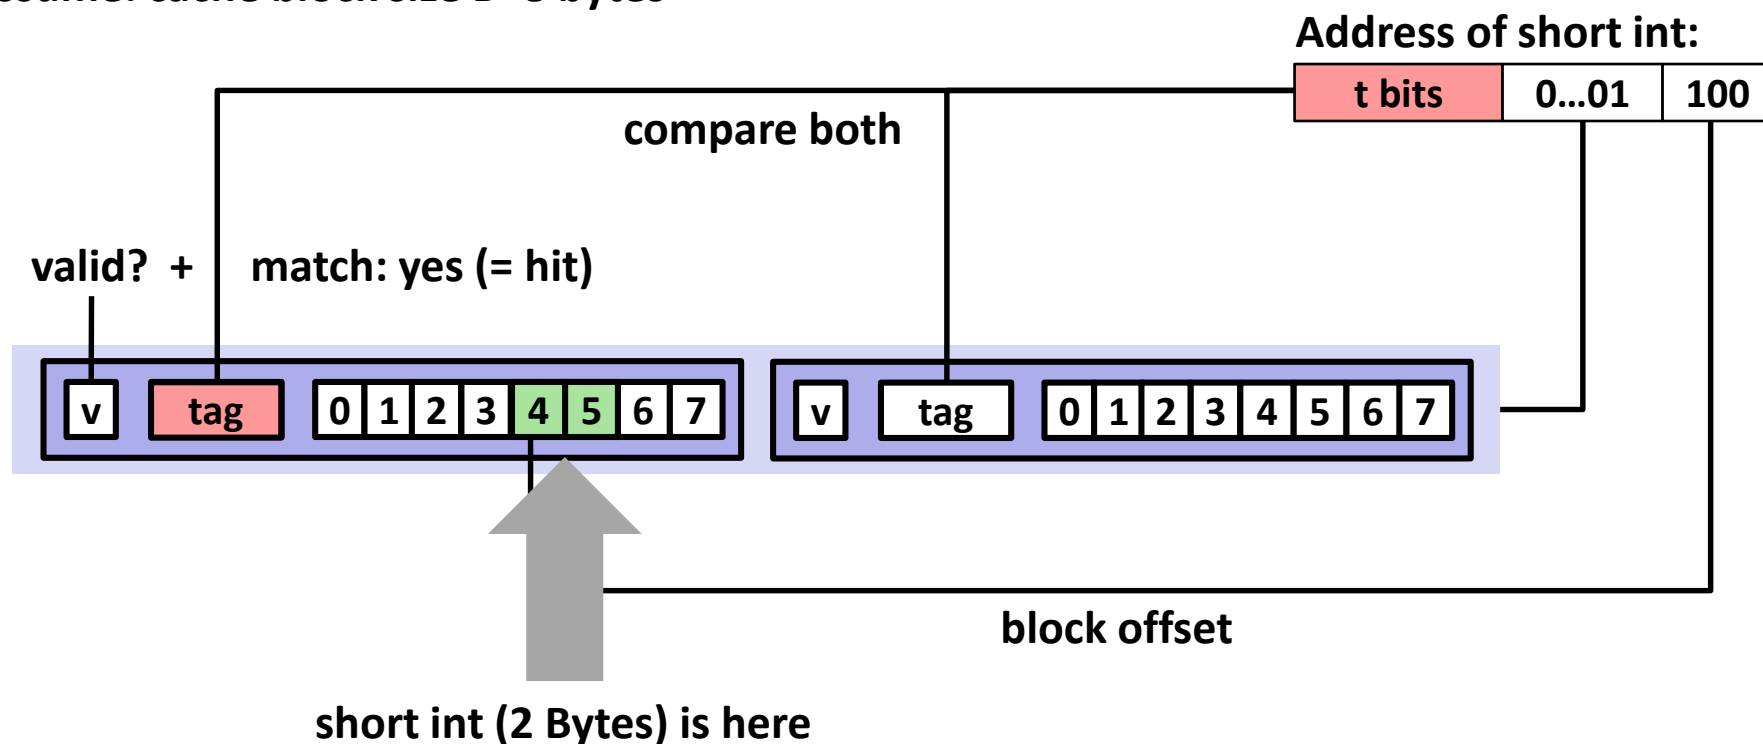 Address of short int:
t bits 0...01 100
compare both
valid? + match: yes (= hit)
v tag 0 1 2 3 4 5 6 7 v tag 0 1 2 3 4 5 6 7
block offset
short int (2 Bytes) is here